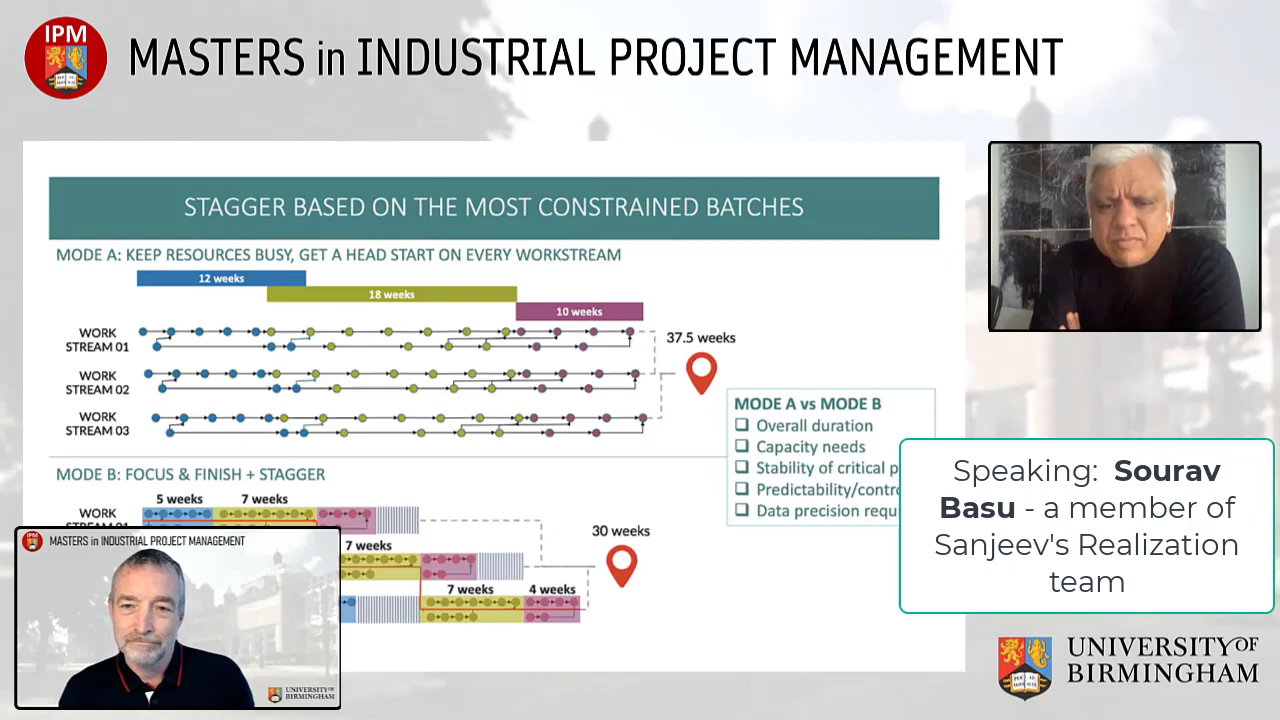 IPM
MASTERS in INDUSTRIAL PROJECT MANAGEMENT
STAGGER BASED ON THE MOST CONSTRAINED BATCHES
MODE A: KEEP RESOURCES BUSY, GET A HEAD START ON EVERY WORKSTREAM
12 weeks
18 weeks
10 weeks
WORK
STREAM 01
37.5 weeks
WORK
STREAM 02
WORK
STREAM 03
MODE A vs MODE B
Overall duration
Capacity needs
Stability of critical p
Predictability/contro
Data precision requ
MODE B: FOCUS & FINISH + STAGGER
5 weeks
7 weeks
WORK
30 weeks
7 weeks
7 weeks
4 weeks
Speaking: Sourav
Basu - a member of
Sanjeev's Realization
team
MASTERS in INDUSTRIAL PROJECT MANAGEMENT
UNIVERSITY OF
BIRMINGHAM
UNIVERSITY OF
BIRMINGHAM